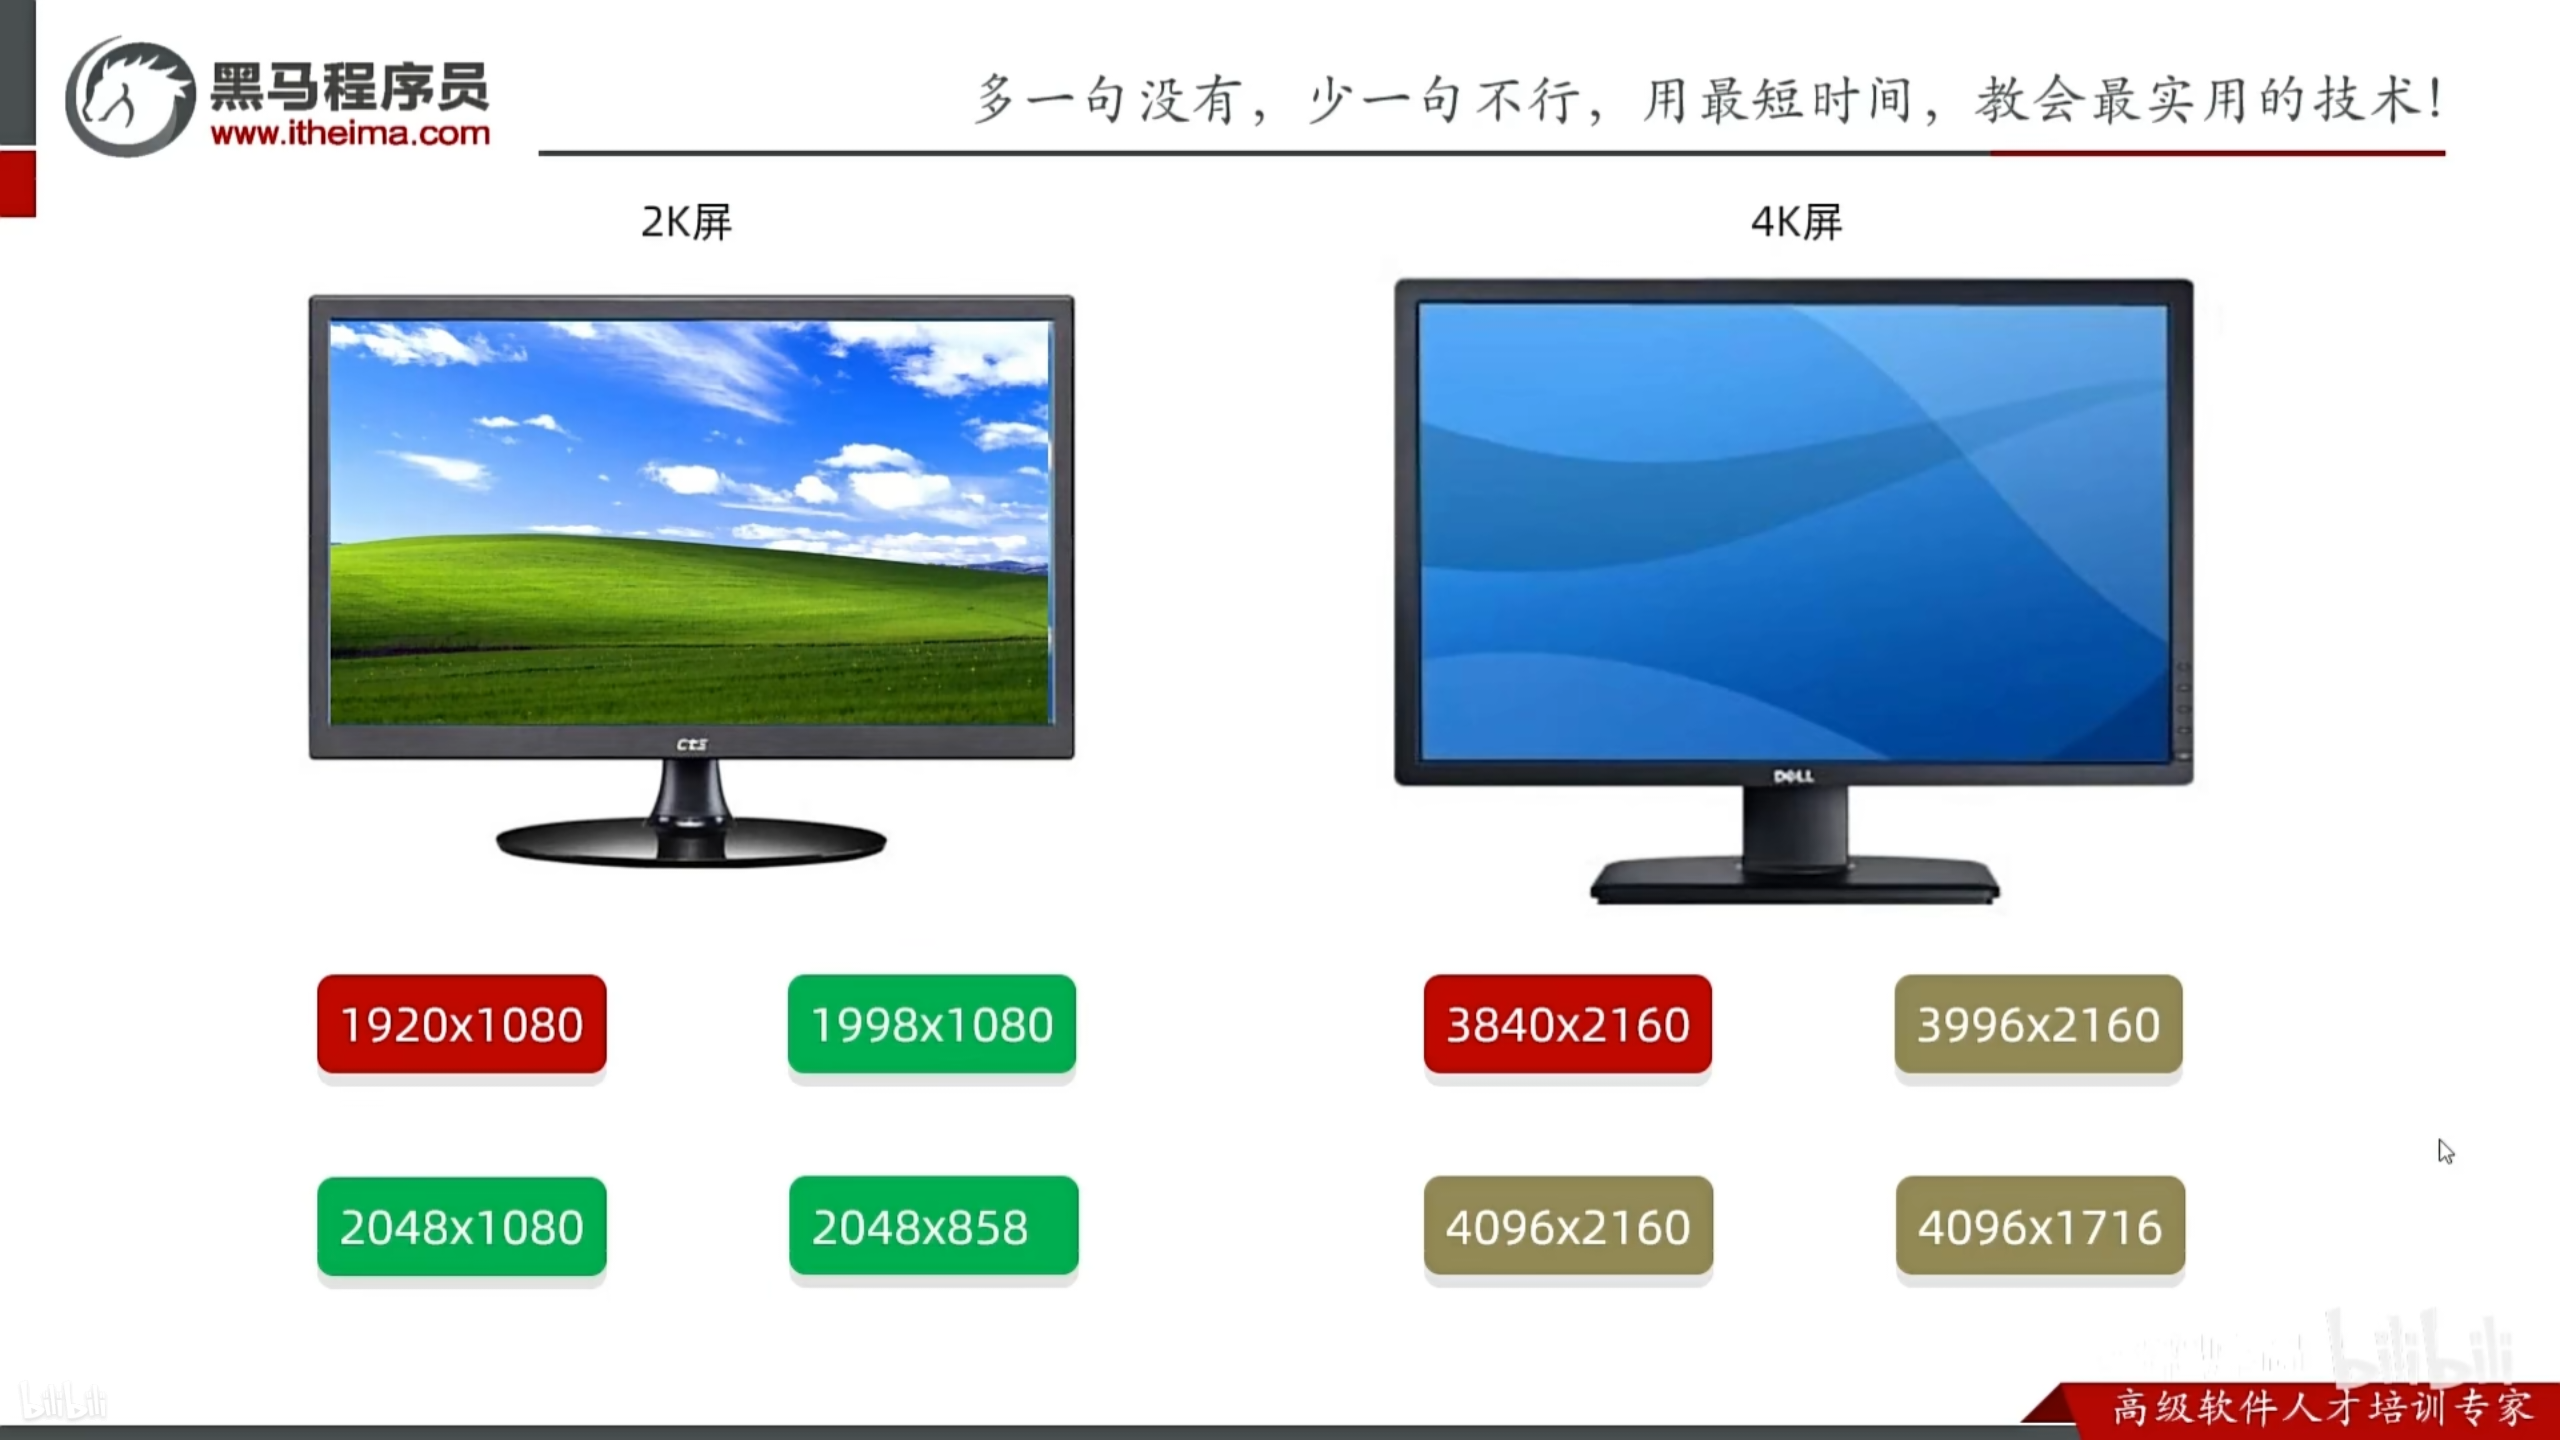 黑马程序员
www.itheima.com
多一句没有，少一句不行，用最短时间，教会最实用的技术！
2K屏
4K屏
cts
DELL
1920x1080
1998x1080
3840x2160
3996x2160
2048x1080
2048x858
4096x2160
4096x1716
bilibili
bilibili
高级软件人才培训专家